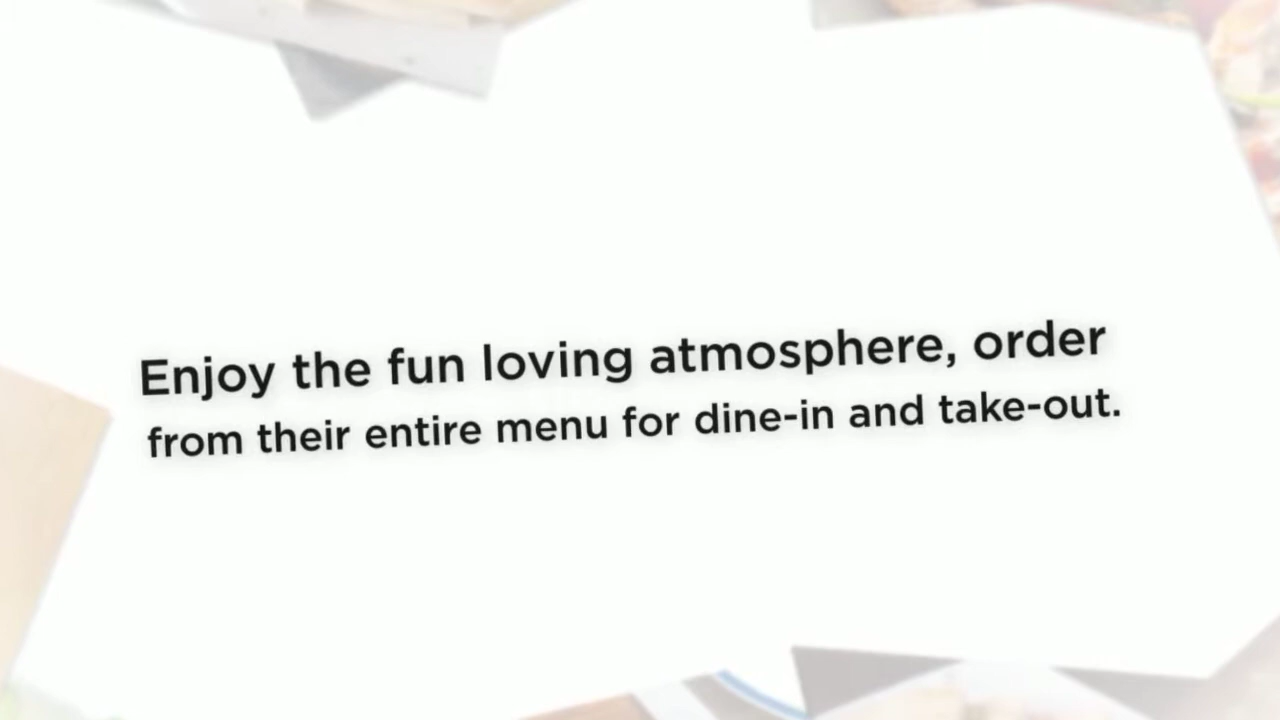 Enjoy the fun loving atmosphere, order
from their entire menu for dine-in and take-out.